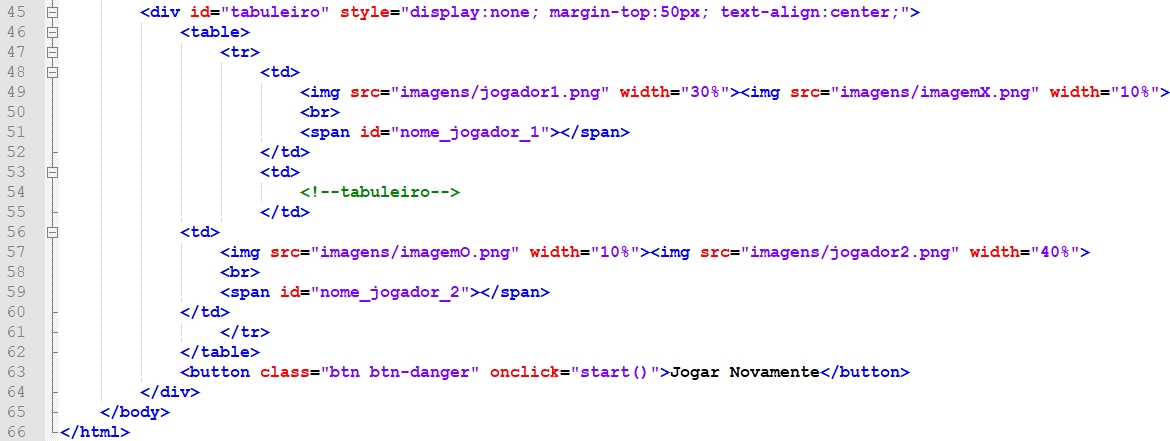 45 <div id="tabuleiro" style="display:none; margin-top:50px; text-align:center;">
46 <table>
47 <tr>
48 <td>
49 <img src="imagens/jogador1.png" width="30%"><img src="imagens/imagemX.png" width="10%">
50 <br>
51 <span id="nome_jogador_1"></span>
52 </td>
53 <td>
54 <!--tabuleiro-->
55 </td>
56 <td>
57 <img src="imagens/imagemO.png" width="10%"><img src="imagens/jogador2.png" width="40%">
58 <br>
59 <span id="nome_jogador_2"></span>
60 </td>
61 </tr>
62 </table>
63 <button class="btn btn-danger" onclick="start()">Jogar Novamente</button>
64 </div>
65 </body>
66 </html>